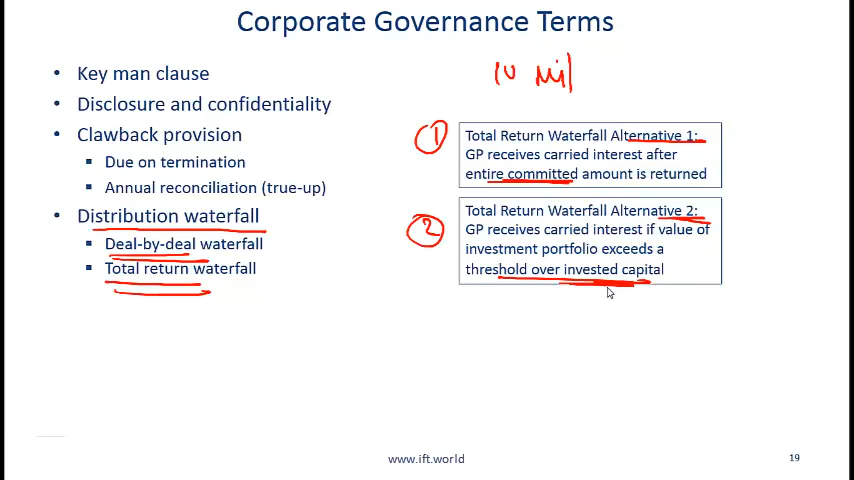 Corporate Governance Terms
10 mil
• Key man clause
• Disclosure and confidentiality
• Clawback provision
▪ Due on termination
▪ Annual reconciliation (true-up)
• Distribution waterfall
▪ Deal-by-deal waterfall
▪ Total return waterfall
1
Total Return Waterfall Alternative 1:
GP receives carried interest after
entire committed amount is returned
2
Total Return Waterfall Alternative 2:
GP receives carried interest if value of
investment portfolio exceeds a
threshold over invested capital
www.ift.world
19